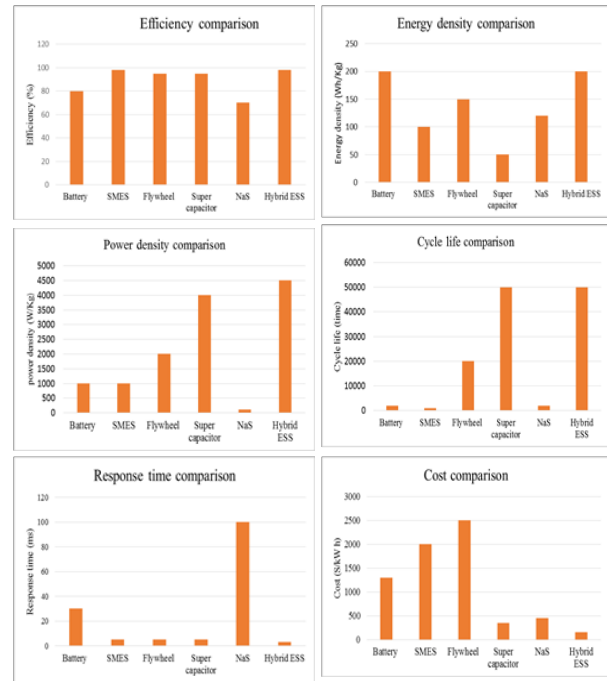 Efficiency comparison
120
100
80
60
40
20
0
Efficiency (%)
Battery SMES Flywheel Super capacitor NaS Hybrid ESS
Energy density comparison
250
200
150
100
50
0
Energy density (Wh/Kg)
Battery SMES Flywheel Super capacitor NaS Hybrid ESS
Power density comparison
5000
4500
4000
3500
3000
2500
2000
1500
1000
500
0
power density (W/Kg)
Battery SMES Flywheel Super capacitor NaS Hybrid ESS
Cycle life comparison
60000
50000
40000
30000
20000
10000
0
Cycle life (time)
Battery SMES Flywheel Super capacitor NaS Hybrid ESS
Response time comparison
120
100
80
60
40
20
0
Response time (ms)
Battery SMES Flywheel Super capacitor NaS Hybrid ESS
Cost comparison
3000
2500
2000
1500
1000
500
0
Cost ($/kW h)
Battery SMES Flywheel Super capacitor NaS Hybrid ESS